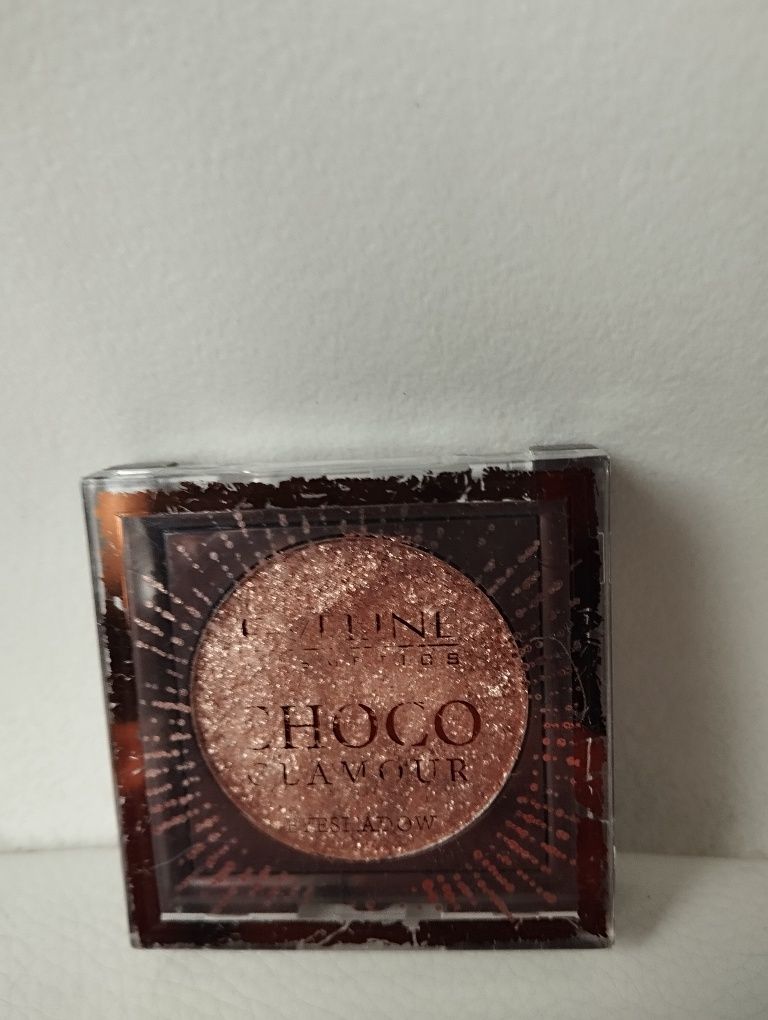 EVELINE
COSMETICS
CHOCO
GLAMOUR
EYESHADOW